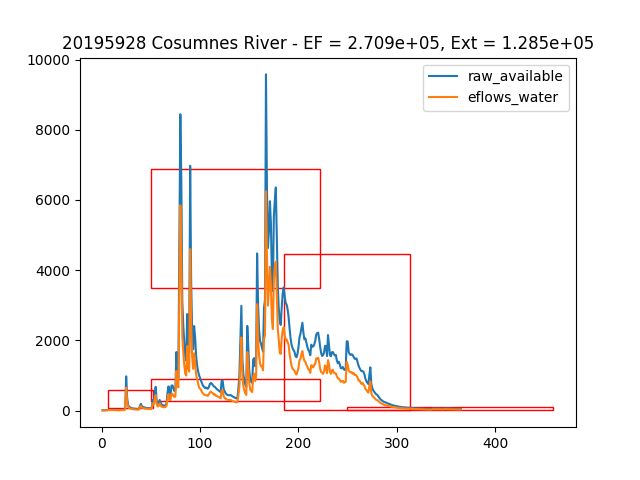 20195928 Cosumnes River - EF = 2.709e+05, Ext = 1.285e+05
raw_available
eflows_water
10000
8000
6000
4000
2000
0
0 100 200 300 400